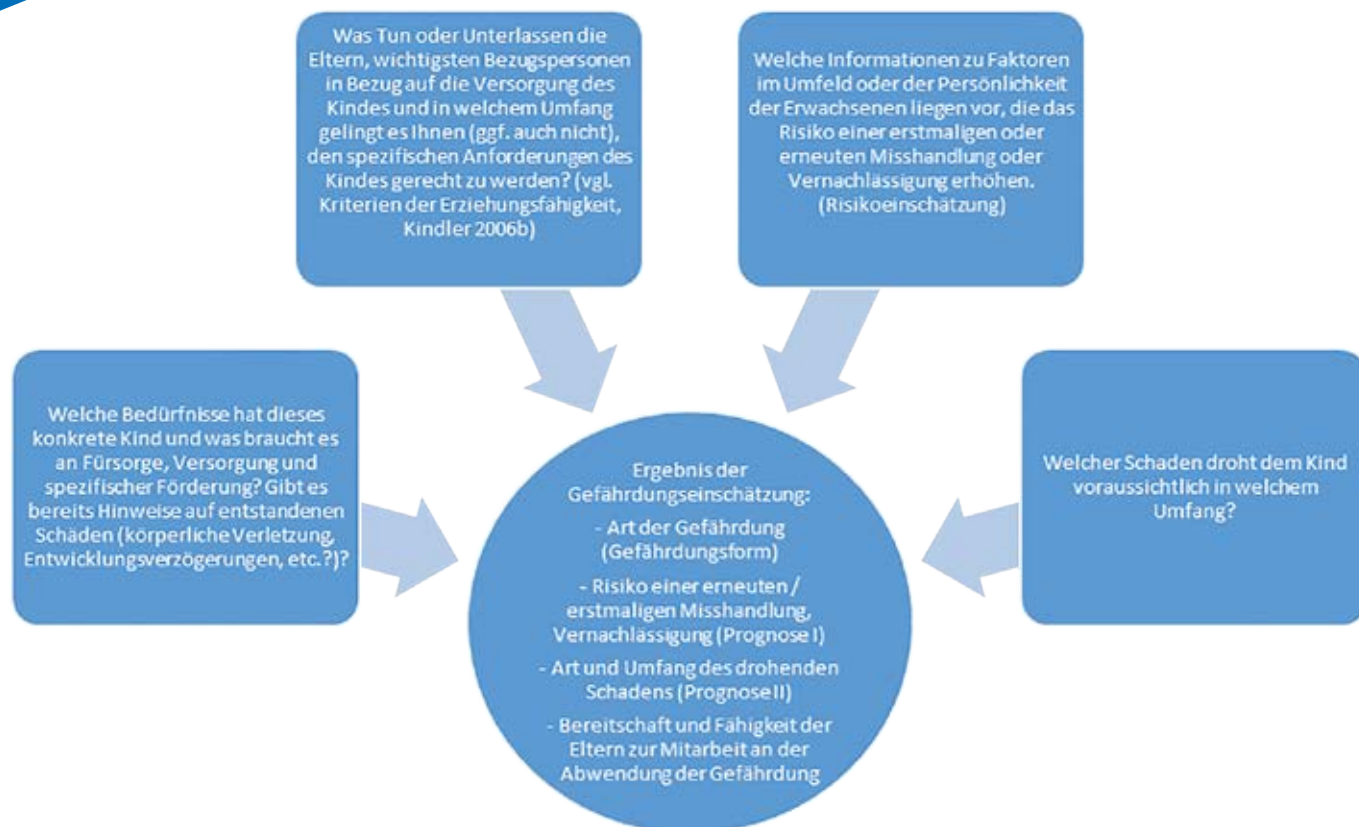 Was Tun oder Unterlassen die
Eltern, wichtigsten Bezugspersonen
in Bezug auf die Versorgung des
Kindes und in welchem Umfang
gelingt es Ihnen (ggf. auch nicht),
den spezifischen Anforderungen des
Kindes gerecht zu werden? (vgl.
Kriterien der Erziehungsfähigkeit,
Kindler 2006b)
Welche Informationen zu Faktoren
im Umfeld oder der Persönlichkeit
der Erwachsenen liegen vor, die das
Risiko einer erstmaligen oder
erneuten Misshandlung oder
Vernachlässigung erhöhen.
(Risikoeinschätzung)
Welche Bedürfnisse hat dieses
konkrete Kind und was braucht es
an Fürsorge, Versorgung und
spezifischer Förderung? Gibt es
bereits Hinweise auf entstandenen
Schäden (körperliche Verletzung,
Entwicklungsverzögerungen, etc.?)?
Welcher Schaden droht dem Kind
voraussichtlich in welchem
Umfang?
Ergebnis der
Gefährdungseinschätzung:
- Art der Gefährdung
(Gefährdungsform)
- Risiko einer erneuten /
erstmaligen Misshandlung,
Vernachlässigung (Prognose I)
- Art und Umfang des drohenden
Schadens (Prognose II)
- Bereitschaft und Fähigkeit der
Eltern zur Mitarbeit an der
Abwendung der Gefährdung